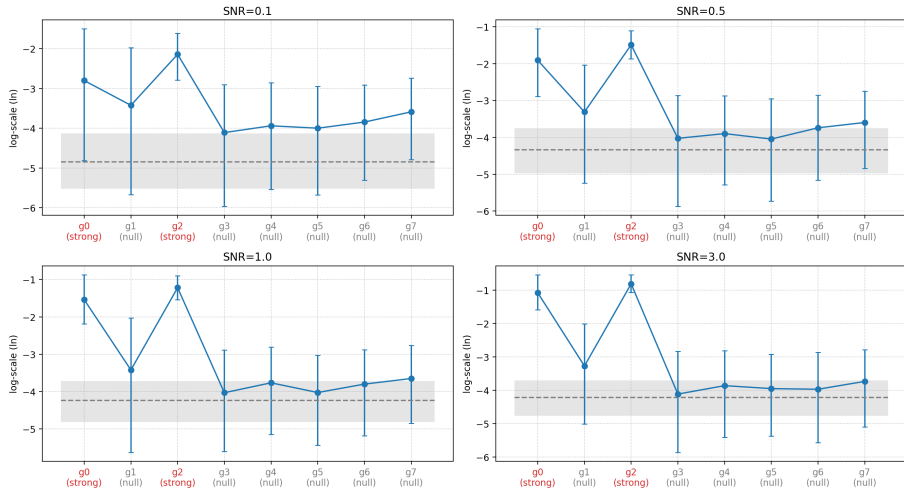 SNR=0.1
log-scale (ln)
−2
−3
−4
−5
−6
g0 g1 g2 g3 g4 g5 g6 g7
(strong) (null) (strong) (null) (null) (null) (null) (null)
SNR=0.5
log-scale (ln)
−1
−2
−3
−4
−5
−6
g0 g1 g2 g3 g4 g5 g6 g7
(strong) (null) (strong) (null) (null) (null) (null) (null)
SNR=1.0
log-scale (ln)
−1
−2
−3
−4
−5
g0 g1 g2 g3 g4 g5 g6 g7
(strong) (null) (strong) (null) (null) (null) (null) (null)
SNR=3.0
log-scale (ln)
−1
−2
−3
−4
−5
−6
g0 g1 g2 g3 g4 g5 g6 g7
(strong) (null) (strong) (null) (null) (null) (null) (null)